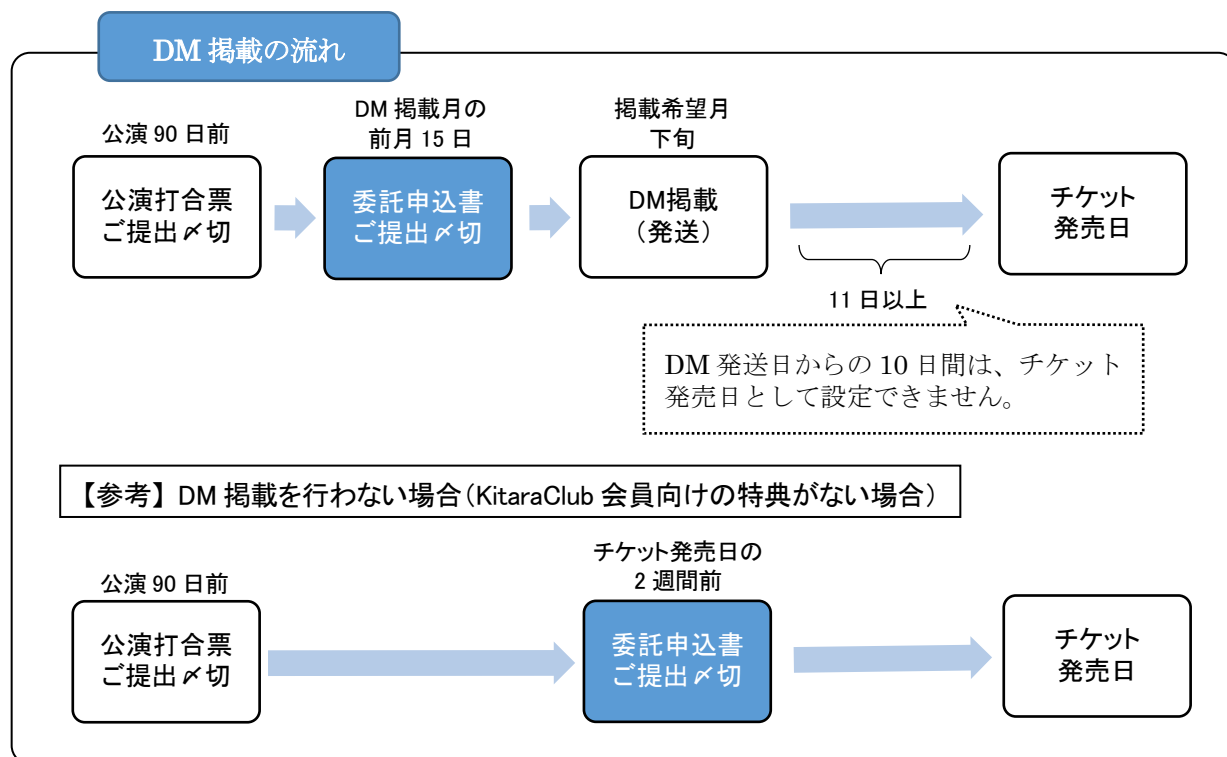 DM 掲載の流れ
公演 90 日前
公演打合票
ご提出〆切
DM 掲載月の
前月 15 日
委託申込書
ご提出〆切
掲載希望月
下旬
DM掲載
（発送）
11 日以上
チケット
発売日
DM 発送日からの 10 日間は、チケット
発売日として設定できません。
【参考】 DM 掲載を行わない場合（KitaraClub 会員向けの特典がない場合）
公演 90 日前
公演打合票
ご提出〆切
チケット発売日の
2 週間前
委託申込書
ご提出〆切
チケット
発売日